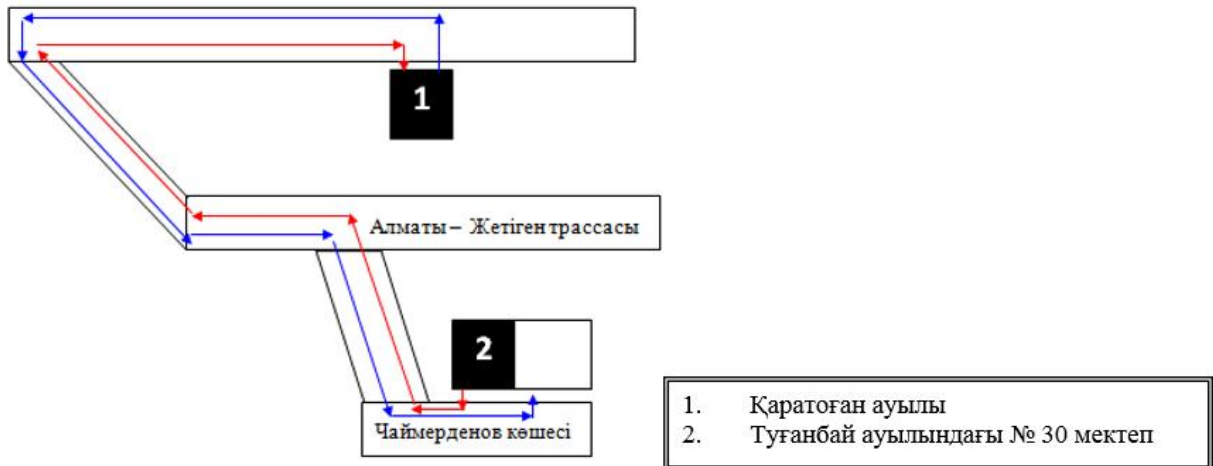 1
Алматы – Жетіген трассасы
2
Чаймерденов көшесі
1. Қаратоған ауылы
2. Туғанбай ауылындағы № 30 мектеп